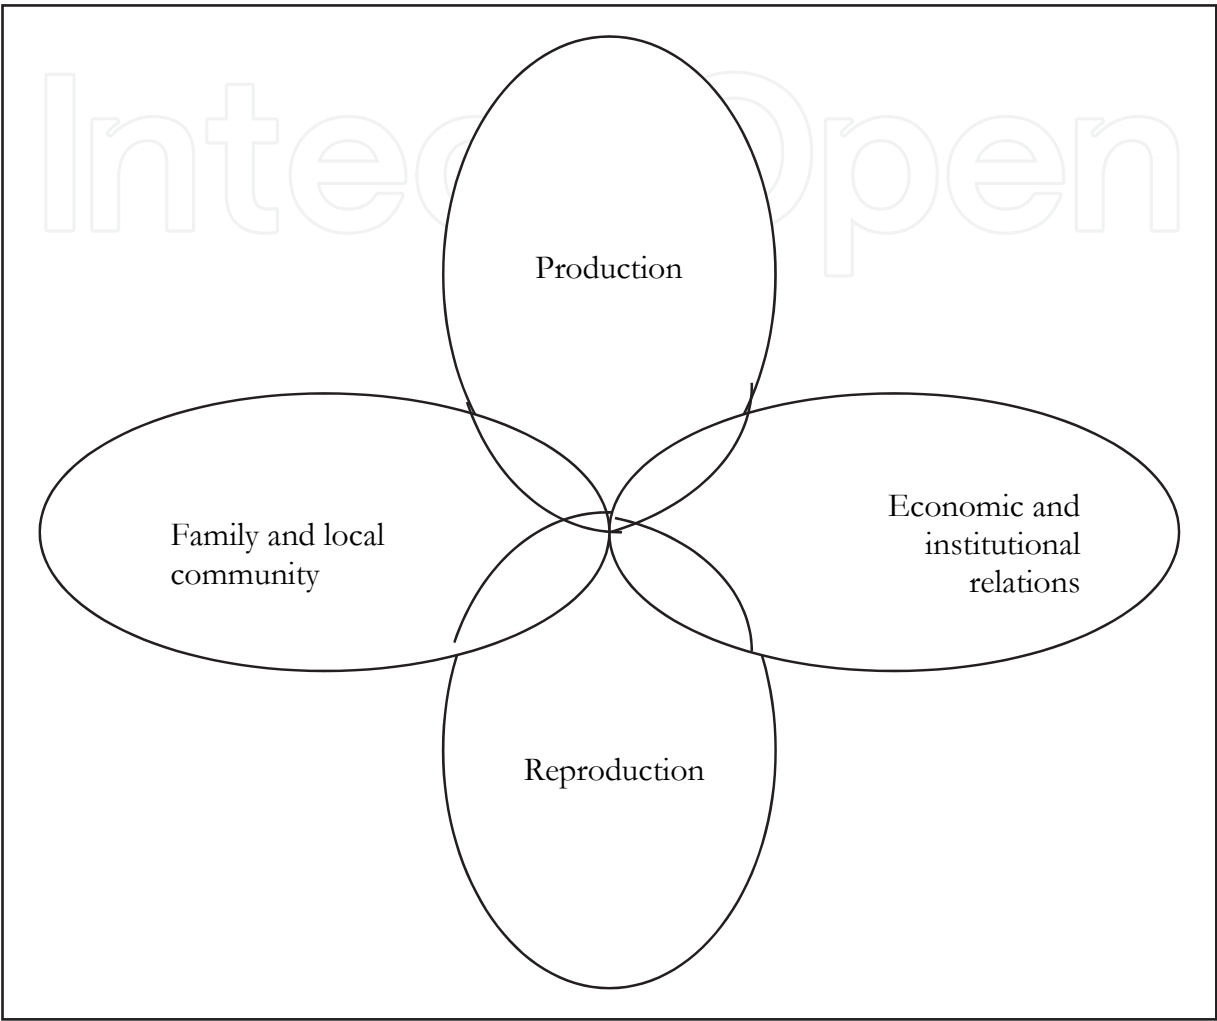 IntechOpen
Production
Family and local
community
Economic and
institutional
relations
Reproduction